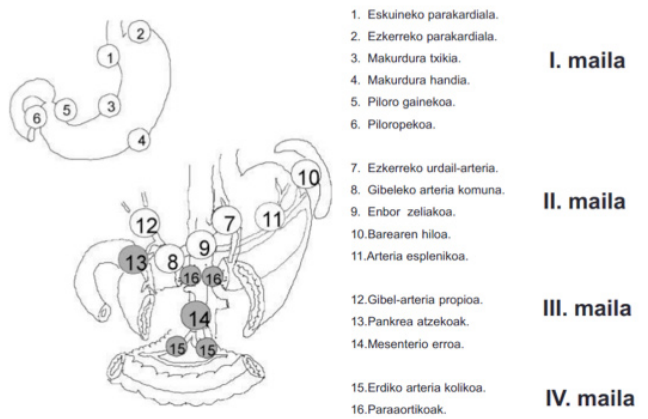 1. Eskuineko parakardiala.
2. Ezkerreko parakardiala.
3. Makurdura txikia.
4. Makurdura handia.
5. Piloro gainekoa.
6. Piloropekoa.
I. maila
7. Ezkerreko urdail-arteria.
8. Gibeleko arteria komuna.
9. Enbor zeliakoa.
10.Barearen hiloa.
11.Arteria esplenikoa.
II. maila
12.Gibel-arteria propioa.
13.Pankrea atzekoak.
14.Mesenterio erroa.
III. maila
15.Erdiko arteria kolikoa.
16.Paraaortikoak.
IV. maila
2
1
3
5
6
4
10
12
7
11
9
8
13
16
16
14
15
15